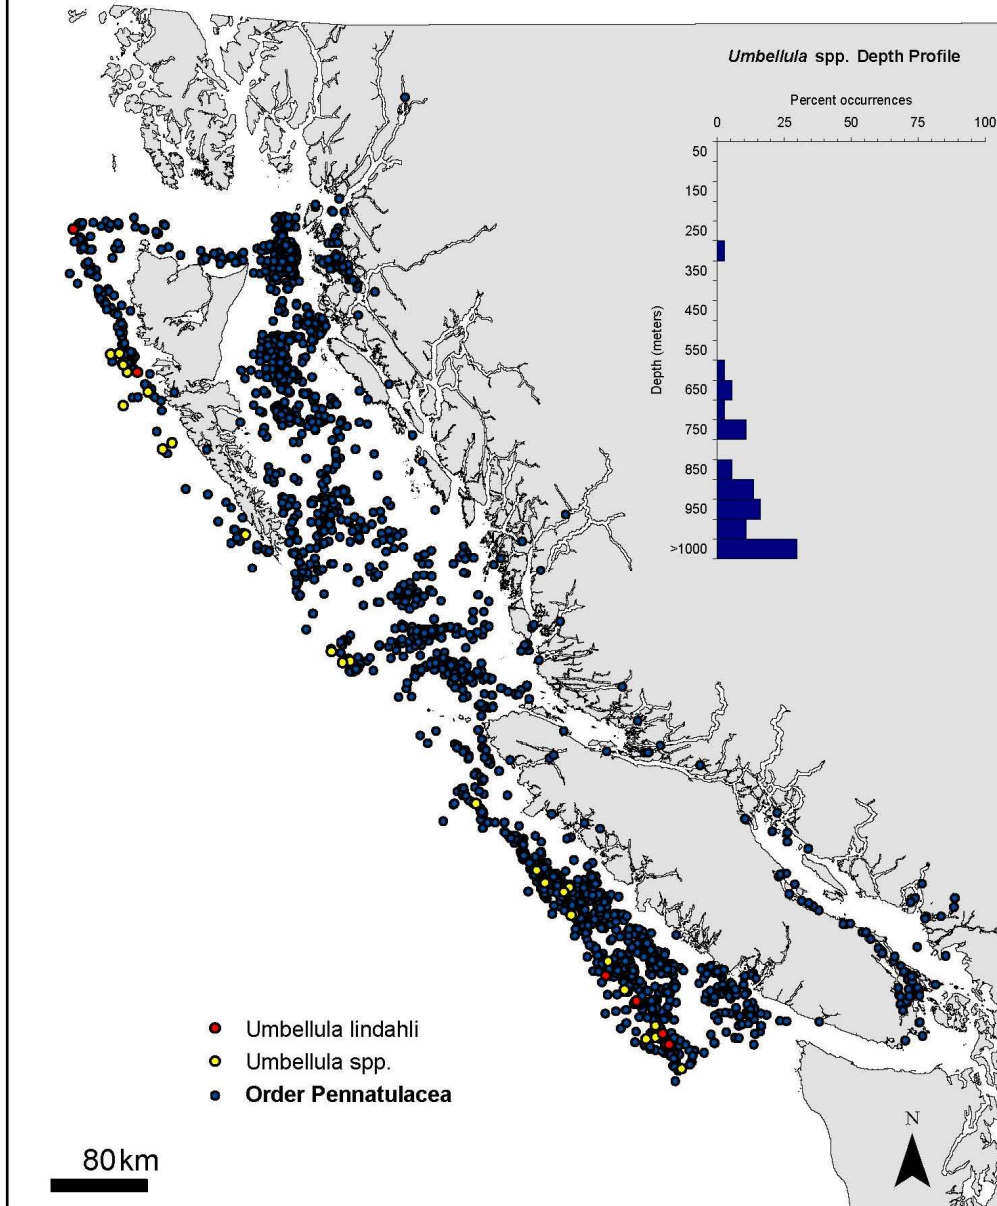 Umbellula spp. Depth Profile
Percent occurrences
0 25 50 75 100
50
150
250
350
450
550
650
750
850
950
>1000
Depth (meters)
Umbellula lindahli
Umbellula spp.
Order Pennatulacea
80km
N